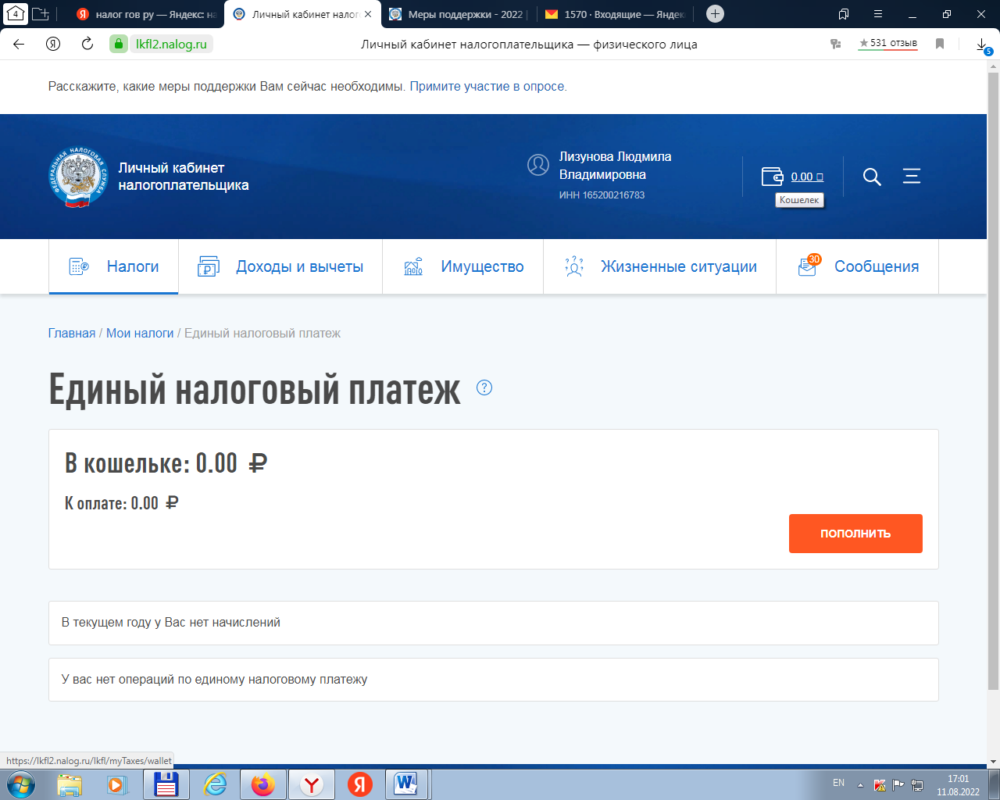 4
налог гов ру — Яндекс: на
Личный кабинет налог
Меры поддержки - 2022 |
1570 · Входящие — Яндекс
Я
lkfl2.nalog.ru
Личный кабинет налогоплательщика — физического лица
531 отзыв
5
Расскажите, какие меры поддержки Вам сейчас необходимы. Примите участие в опросе.
ФЕДЕРАЛЬНАЯ НАЛОГОВАЯ СЛУЖБА
Личный кабинет
налогоплательщика
Лизунова Людмила
Владимировна
ИНН 165200216783
0.00
Кошелек
Налоги
Доходы и вычеты
Имущество
Жизненные ситуации
30
Сообщения
Главная / Мои налоги / Единый налоговый платеж
Единый налоговый платеж ?
В кошельке: 0.00 ₽
К оплате: 0.00 ₽
ПОПОЛНИТЬ
В текущем году у Вас нет начислений
У вас нет операций по единому налоговому платежу
https://lkfl2.nalog.ru/lkfl/myTaxes/wallet
EN
17:01
11.08.2022